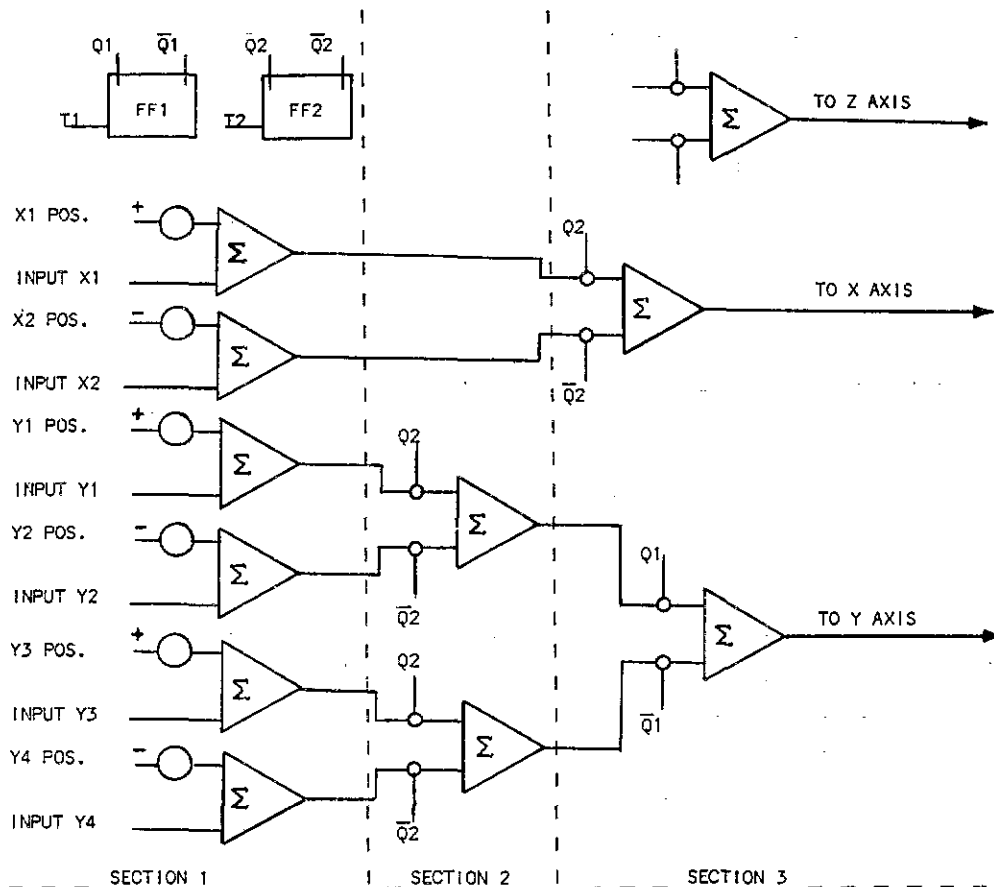 Q1 Q̅1 Q2 Q̅2
FF1 FF2
T1 T2
Σ TO Z AXIS
X1 POS. +
Σ
INPUT X1
Q2
Σ TO X AXIS
X2 POS. -
Σ
INPUT X2
Q̅2
Y1 POS. +
Σ
INPUT Y1
Q2
Σ
Y2 POS. -
Σ
INPUT Y2
Q̅2
Q1
Σ TO Y AXIS
Q̅1
Y3 POS. +
Σ
INPUT Y3
Q2
Σ
Y4 POS. -
Σ
INPUT Y4
Q̅2
SECTION 1 SECTION 2 SECTION 3